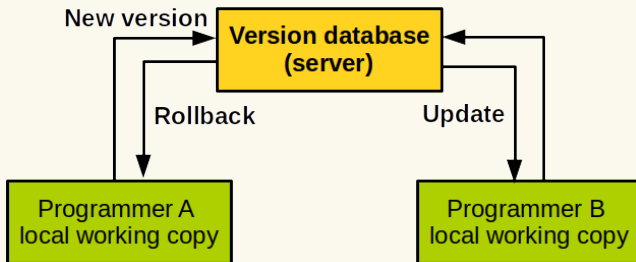 New version
Version database
(server)
Rollback
Update
Programmer A
local working copy
Programmer B
local working copy